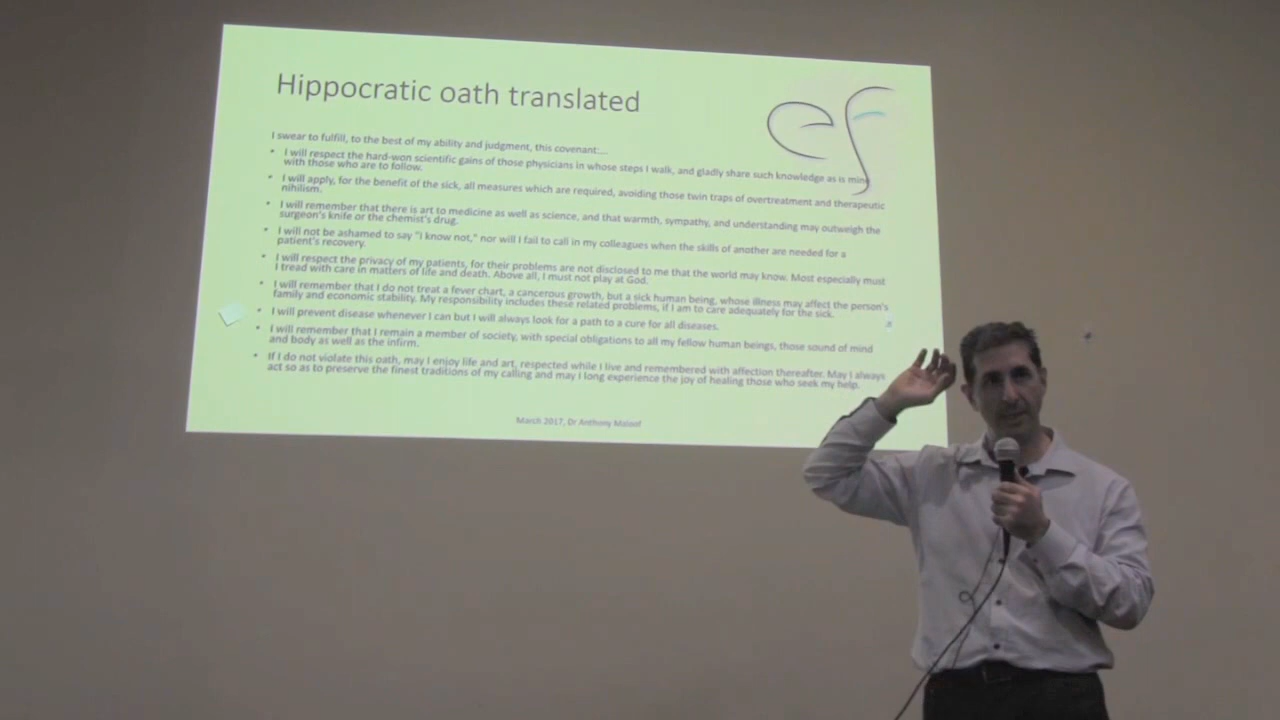 Hippocratic oath translated
ef
I swear to fulfill, to the best of my ability and judgment, this covenant:...
• I will respect the hard-won scientific gains of those physicians in whose steps I walk, and gladly share such knowledge as is mine
with those who are to follow.
• I will apply, for the benefit of the sick, all measures which are required, avoiding those twin traps of overtreatment and therapeutic
nihilism.
• I will remember that there is art to medicine as well as science, and that warmth, sympathy, and understanding may outweigh the
surgeon's knife or the chemist's drug.
• I will not be ashamed to say "I know not," nor will I fail to call in my colleagues when the skills of another are needed for a
patient's recovery.
• I will respect the privacy of my patients, for their problems are not disclosed to me that the world may know. Most especially must
I tread with care in matters of life and death. Above all, I must not play at God.
• I will remember that I do not treat a fever chart, a cancerous growth, but a sick human being, whose illness may affect the person's
family and economic stability. My responsibility includes these related problems, if I am to care adequately for the sick.
• I will prevent disease whenever I can but I will always look for a path to a cure for all diseases.
• I will remember that I remain a member of society, with special obligations to all my fellow human beings, those sound of mind
and body as well as the infirm.
• If I do not violate this oath, may I enjoy life and art, respected while I live and remembered with affection thereafter. May I always
act so as to preserve the finest traditions of my calling and may I long experience the joy of healing those who seek my help.
March 2017, Dr Anthony Maloof